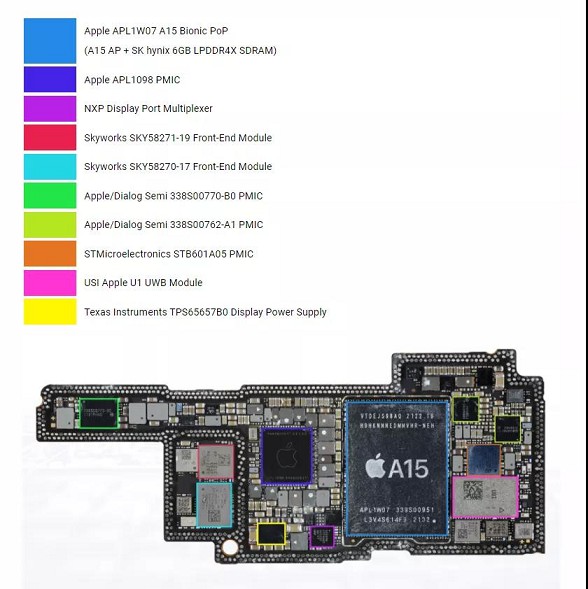 Apple APL1W07 A15 Bionic PoP
(A15 AP + SK hynix 6GB LPDDR4X SDRAM)
Apple APL1098 PMIC
NXP Display Port Multiplexer
Skyworks SKY58271-19 Front-End Module
Skyworks SKY58270-17 Front-End Module
Apple/Dialog Semi 338S00770-B0 PMIC
Apple/Dialog Semi 338S00762-A1 PMIC
STMicroelectronics STB601A05 PMIC
USI Apple U1 UWB Module
Texas Instruments TPS65657B0 Display Power Supply
A15
APL1W07 339S00951